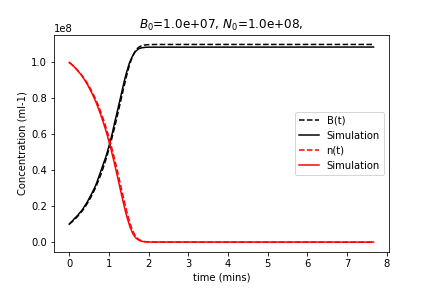 B₀=1.0e+07, N₀=1.0e+08,
1e8
1.0
0.8
0.6
0.4
0.2
0.0
Concentration (ml-1)
B(t)
Simulation
n(t)
Simulation
0 1 2 3 4 5 6 7 8
time (mins)